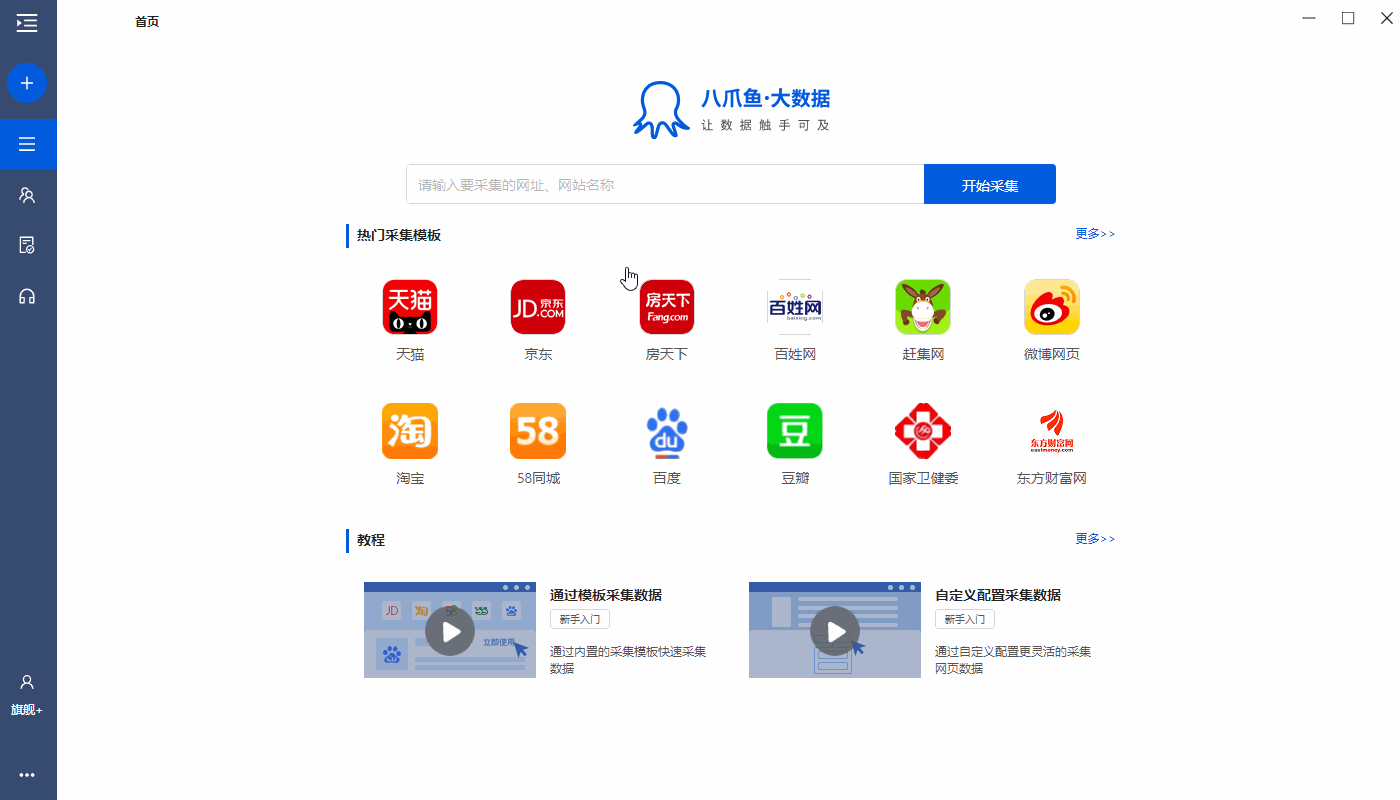 首页
八爪鱼·大数据
让数据触手可及
请输入要采集的网址、网站名称
开始采集
热门采集模板
更多>>
天猫
JD 京东
.COM
房天下
Fang.com
百姓网
baixing.com
天猫
京东
房天下
百姓网
赶集网
微博网页
淘
58
du
豆
东方财富网
eastmoney.com
淘宝
58同城
百度
豆瓣
国家卫健委
东方财富网
教程
更多>>
JD
淘
58
立即使用
du
通过模板采集数据
新手入门
通过内置的采集模板快速采集
数据
自定义配置采集数据
新手入门
通过自定义配置更灵活的采集
网页数据
旗舰+